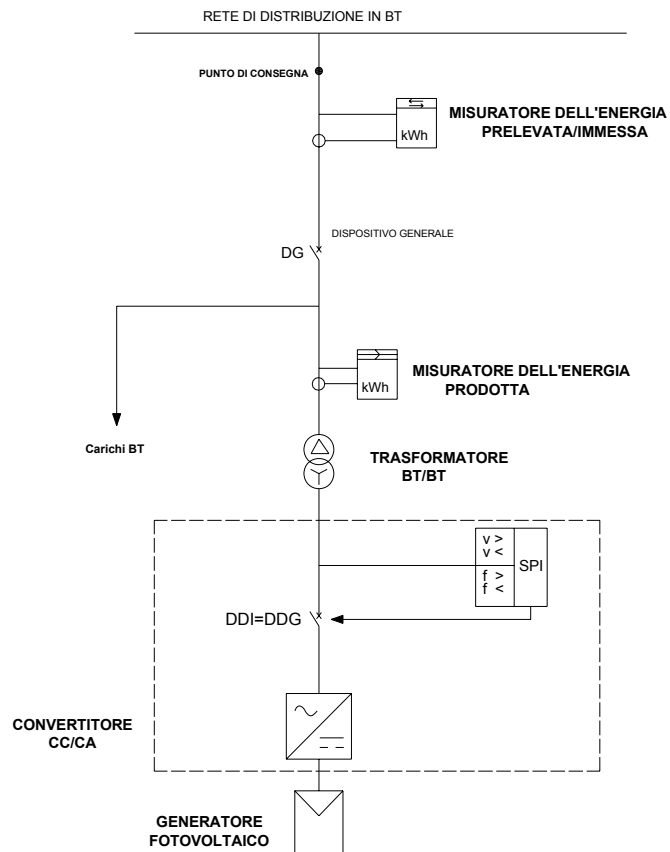 RETE DI DISTRIBUZIONE IN BT
PUNTO DI CONSEGNA
kWh
MISURATORE DELL'ENERGIA
PRELEVATA/IMMESSA
DISPOSITIVO GENERALE
DG
kWh
MISURATORE DELL'ENERGIA
PRODOTTA
Carichi BT
TRASFORMATORE
BT/BT
v >
v <
f >
f <
SPI
DDI=DDG
CONVERTITORE
CC/CA
GENERATORE
FOTOVOLTAICO